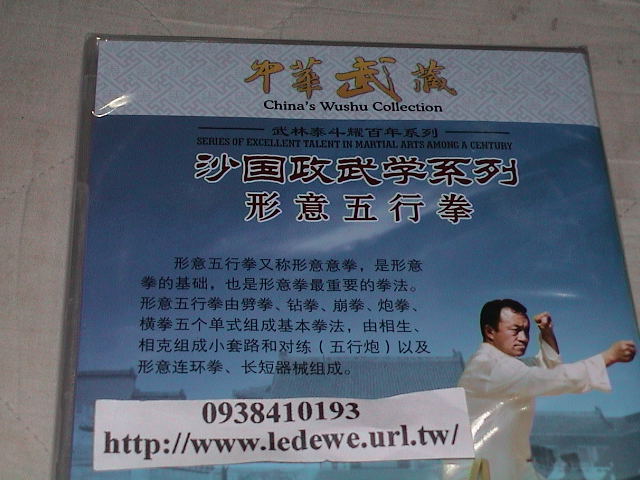 中華武藏
China's Wushu Collection
武林泰斗耀百年系列
SERIES OF EXCELLENT TALENT IN MARTIAL ARTS AMONG A CENTURY
沙国政武学系列
形意五行拳
形意五行拳又称形意意拳，是形意
拳的基础，也是形意拳最重要的拳法。
形意五行拳由劈拳、钻拳、崩拳、炮拳、
横拳五个单式组成基本拳法，由相生、
相克组成小套路和对练（五行炮）以及
形意连环拳、长短器械组成。
0938410193
http://www.ledewe.url.tw/